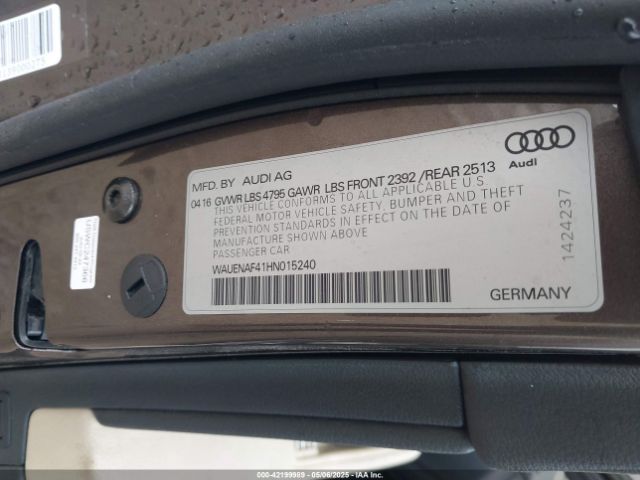 MFD. BY AUDI AG
04 16 GVWR LBS 4795 GAWR LBS FRONT 2392 / REAR 2513
THIS VEHICLE CONFORMS TO ALL APPLICABLE U S
FEDERAL MOTOR VEHICLE SAFETY, BUMPER AND THEFT
PREVENTION STANDARDS IN EFFECT ON THE DATE OF
MANUFACTURE SHOWN ABOVE
PASSENGER CAR
WAUENAF41HN015240
Audi
1424237
GERMANY
00-42199989 - 05/06/2025 - IAA Inc.